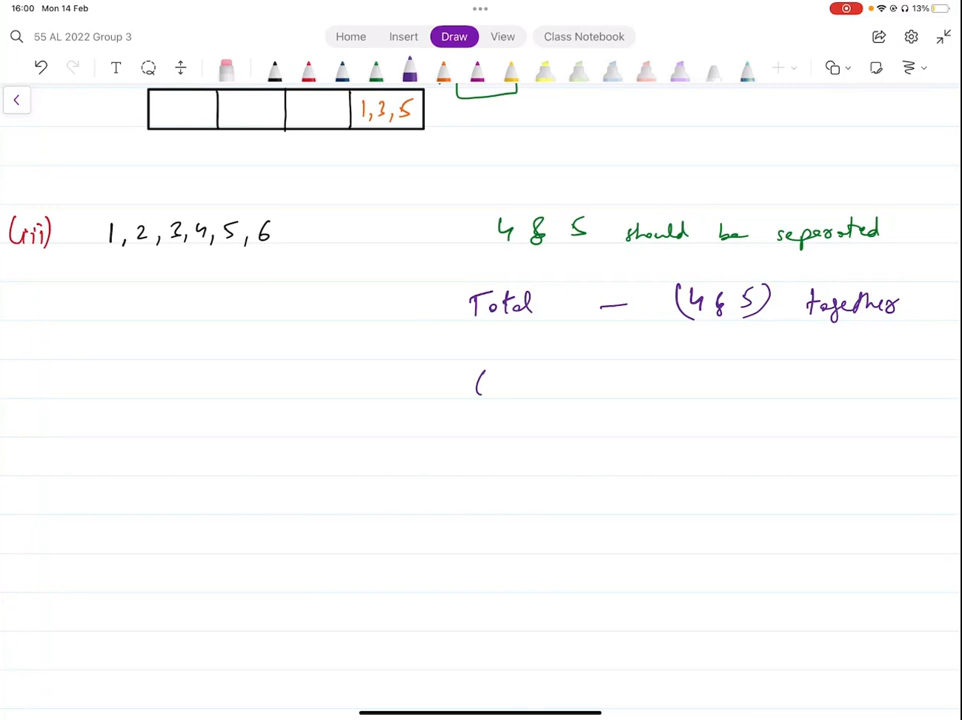 16:00 Mon 14 Feb 13%
55 AL 2022 Group 3
Home Insert Draw View Class Notebook
1,3,5
(iii) 1, 2, 3, 4, 5, 6 4 & 5 should be seperated
Total — (4 & 5) together
(